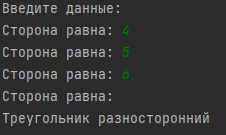 Введите данные:
Сторона равна: 4
Сторона равна: 5
Сторона равна: 6
Сторона равна:
Треугольник разносторонний